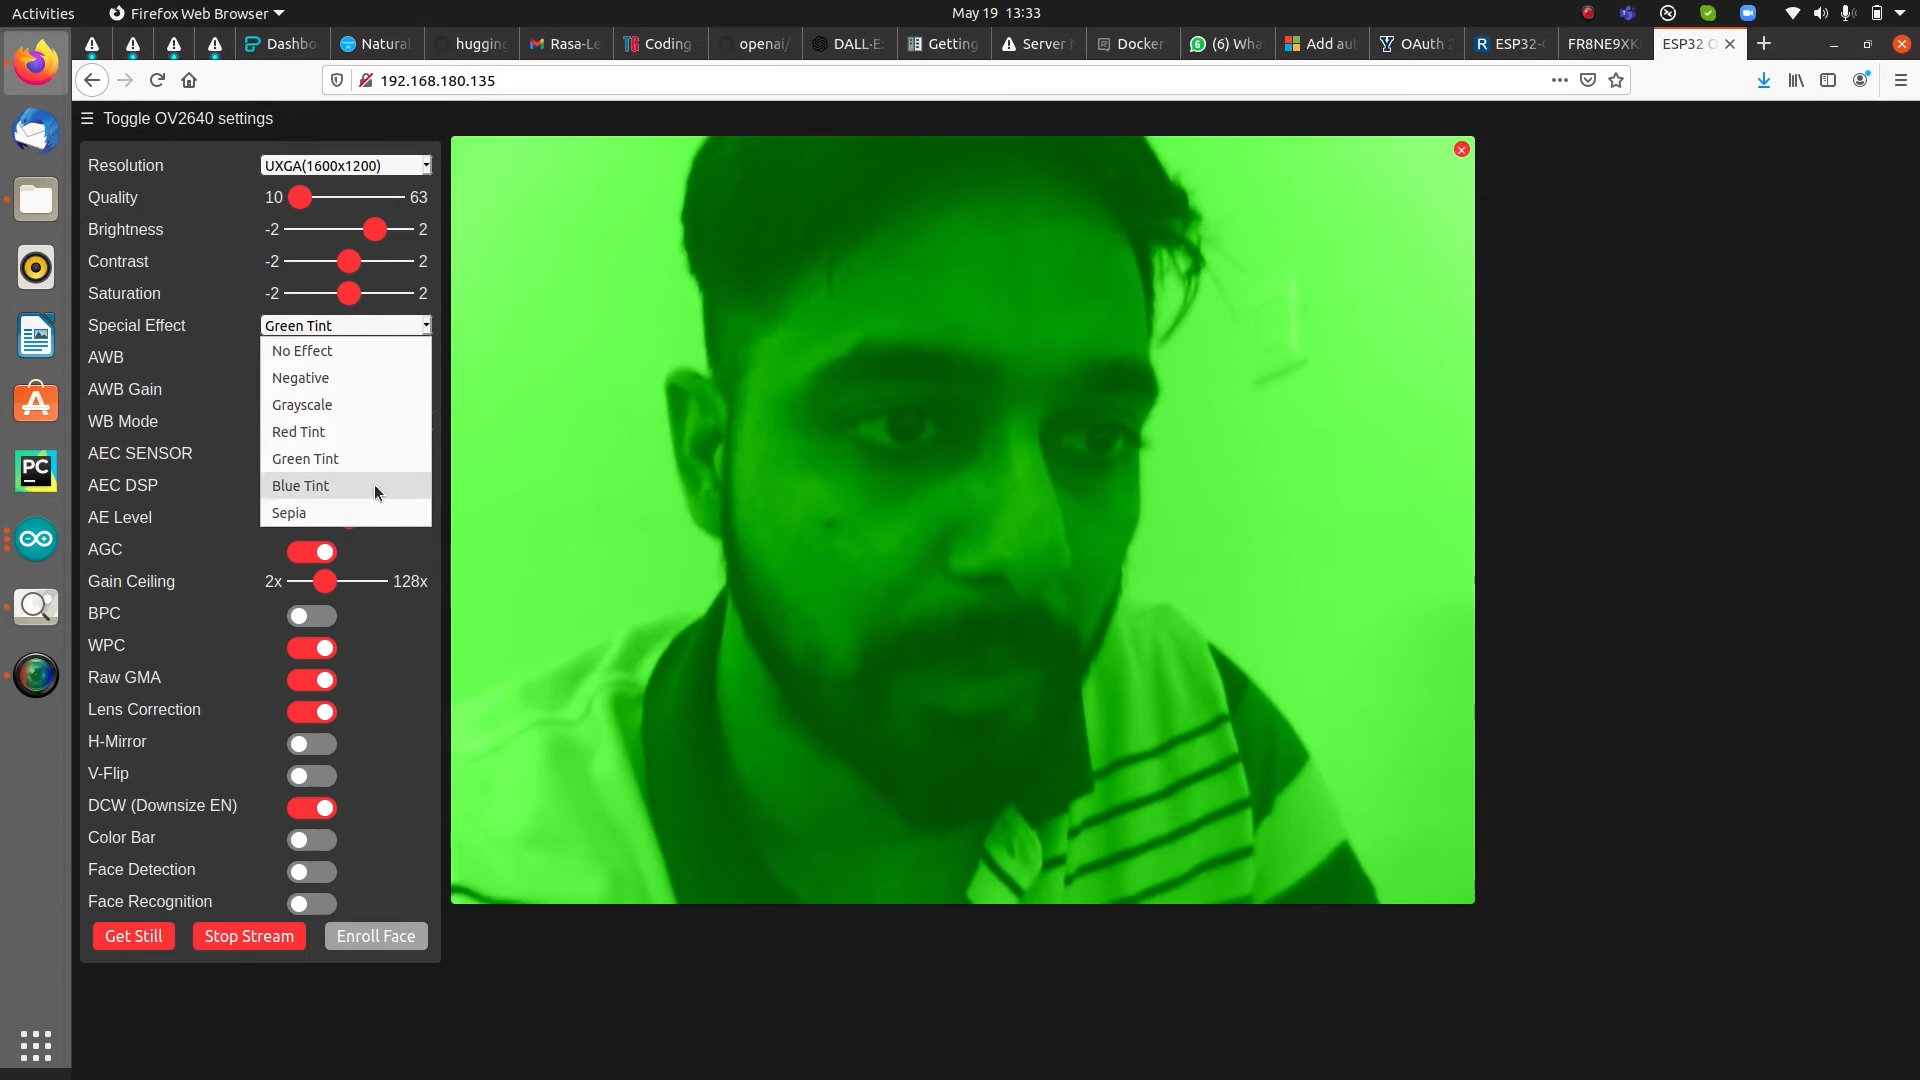 Activities
Firefox Web Browser
May 19 13:33
Dashbo
Natural
hugging
Rasa-Le
Coding
openai/
DALL·E
Getting
Server
Docker
(6) Wha
Add au
OAuth 2
ESP32-C
FR8NE9XK
ESP32 O
192.168.180.135
☰ Toggle OV2640 settings
Resolution UXGA(1600x1200)
Quality 10 63
Brightness -2 2
Contrast -2 2
Saturation -2 2
Special Effect Green Tint
No Effect
AWB
Negative
AWB Gain
Grayscale
WB Mode
Red Tint
AEC SENSOR
Green Tint
AEC DSP
Blue Tint
AE Level
Sepia
AGC
Gain Ceiling 2x 128x
BPC
WPC
Raw GMA
Lens Correction
H-Mirror
V-Flip
DCW (Downsize EN)
Color Bar
Face Detection
Face Recognition
Get Still Stop Stream Enroll Face
PC